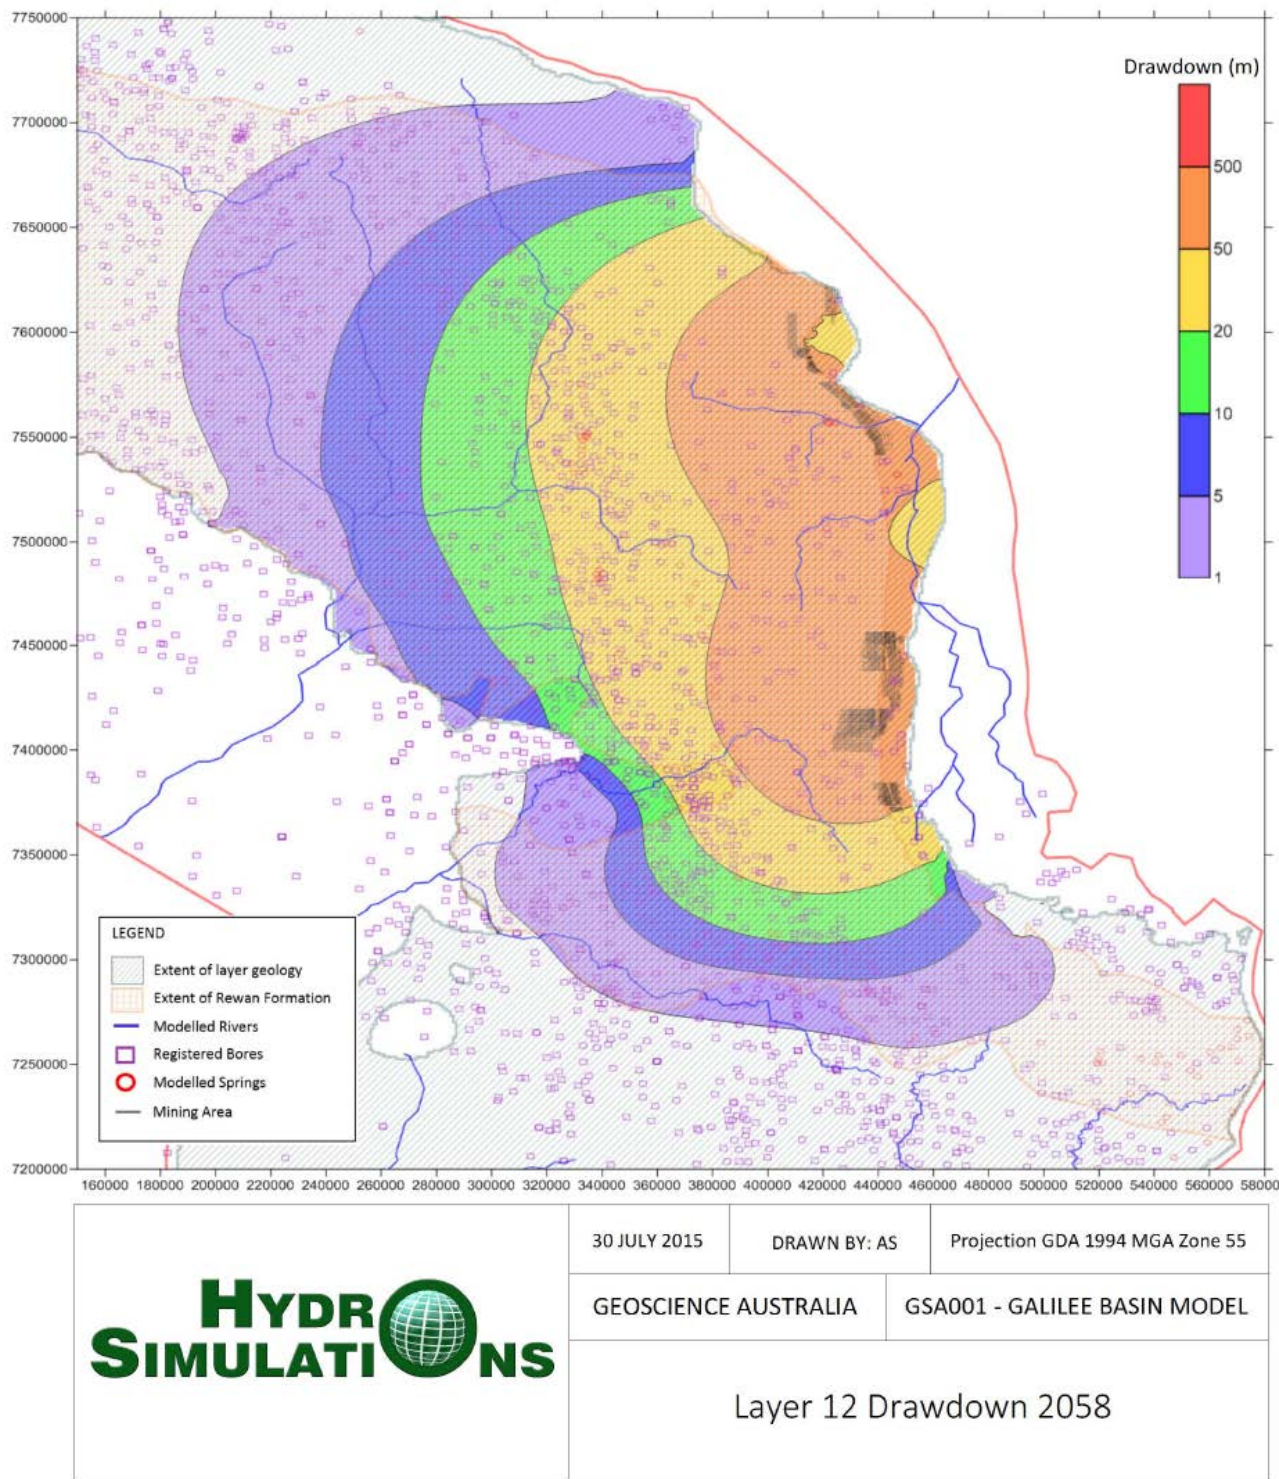 7750000
7700000
7650000
7600000
7550000
7500000
7450000
7400000
7350000
7300000
7250000
7200000
Drawdown (m)
500
50
20
10
5
1
LEGEND
Extent of layer geology
Extent of Rewan Formation
Modelled Rivers
Registered Bores
Modelled Springs
Mining Area
160000 180000 200000 220000 240000 260000 280000 300000 320000 340000 360000 380000 400000 420000 440000 460000 480000 500000 520000 540000 560000 58000
HYDRO
SIMULATIONS
30 JULY 2015
DRAWN BY: AS
Projection GDA 1994 MGA Zone 55
GEOSCIENCE AUSTRALIA
GSA001 - GALILEE BASIN MODEL
Layer 12 Drawdown 2058